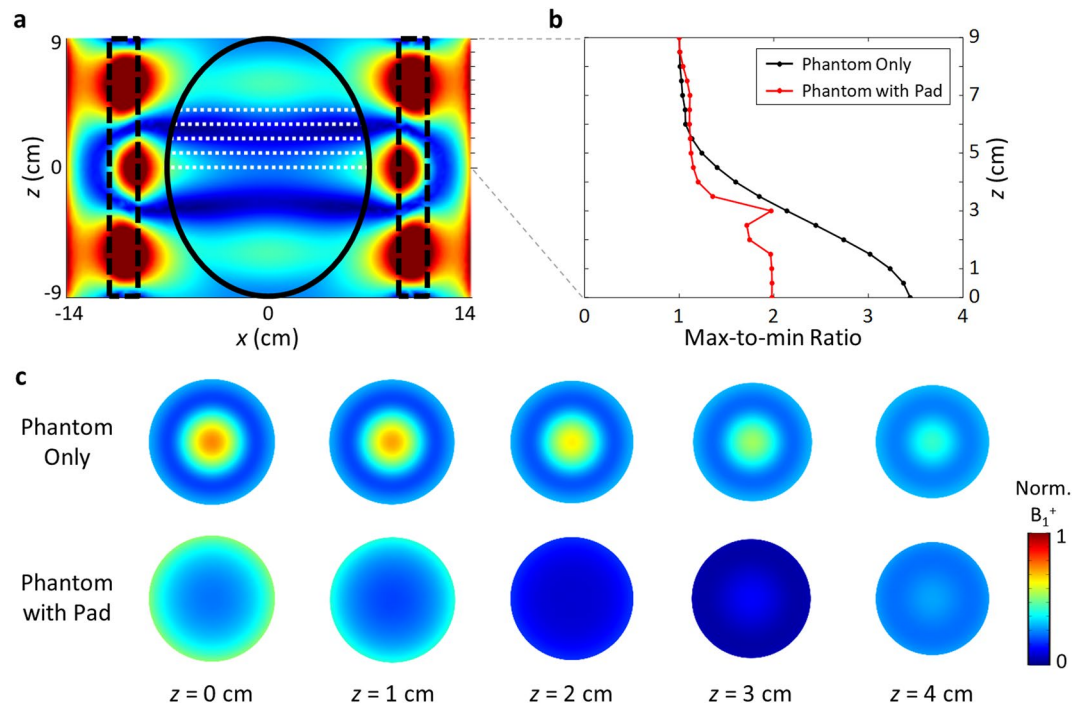 a
9
0
-9
z (cm)
-14
0
14
x (cm)
b
Phantom Only
Phantom with Pad
9
7
5
3
1
0
z (cm)
0
1
2
3
4
Max-to-min Ratio
c
Phantom
Only
Phantom
with Pad
Norm.
B₁⁺
1
0
z = 0 cm
z = 1 cm
z = 2 cm
z = 3 cm
z = 4 cm